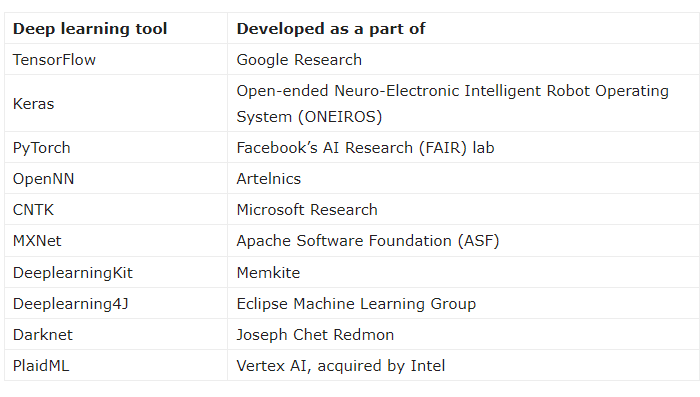 Deep learning tool Developed as a part of
TensorFlow Google Research
Keras Open-ended Neuro-Electronic Intelligent Robot Operating
System (ONEIROS)
PyTorch Facebook’s AI Research (FAIR) lab
OpenNN Artelnics
CNTK Microsoft Research
MXNet Apache Software Foundation (ASF)
DeeplearningKit Memkite
Deeplearning4J Eclipse Machine Learning Group
Darknet Joseph Chet Redmon
PlaidML Vertex AI, acquired by Intel